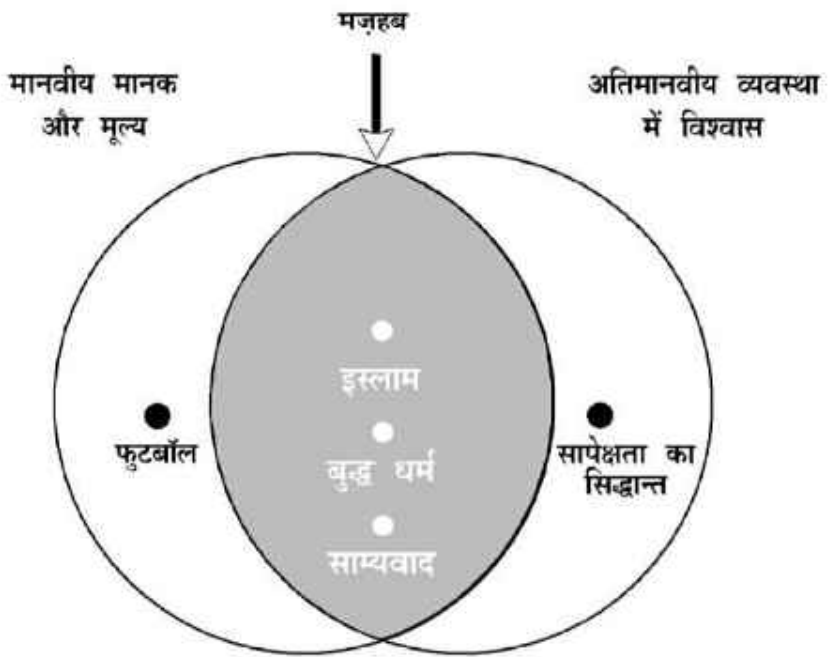 मज़हब
मानवीय मानक
और मूल्य
अतिमानवीय व्यवस्था
में विश्वास
इस्लाम
फुटबॉल
बुद्ध धर्म
सापेक्षता का
सिद्धान्त
साम्यवाद